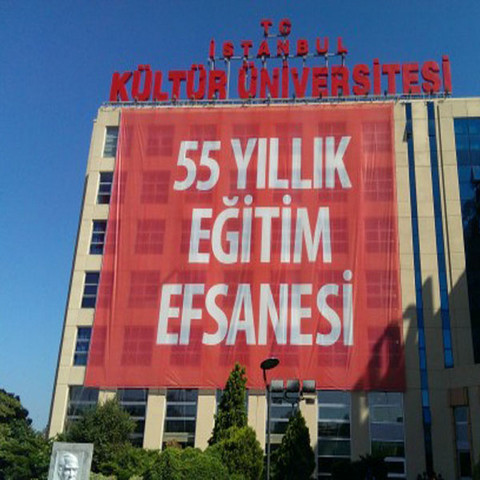 TC
İSTANBUL
KÜLTÜR ÜNİVERSİTESİ
55 YILLIK
EĞİTİM
EFSANESİ